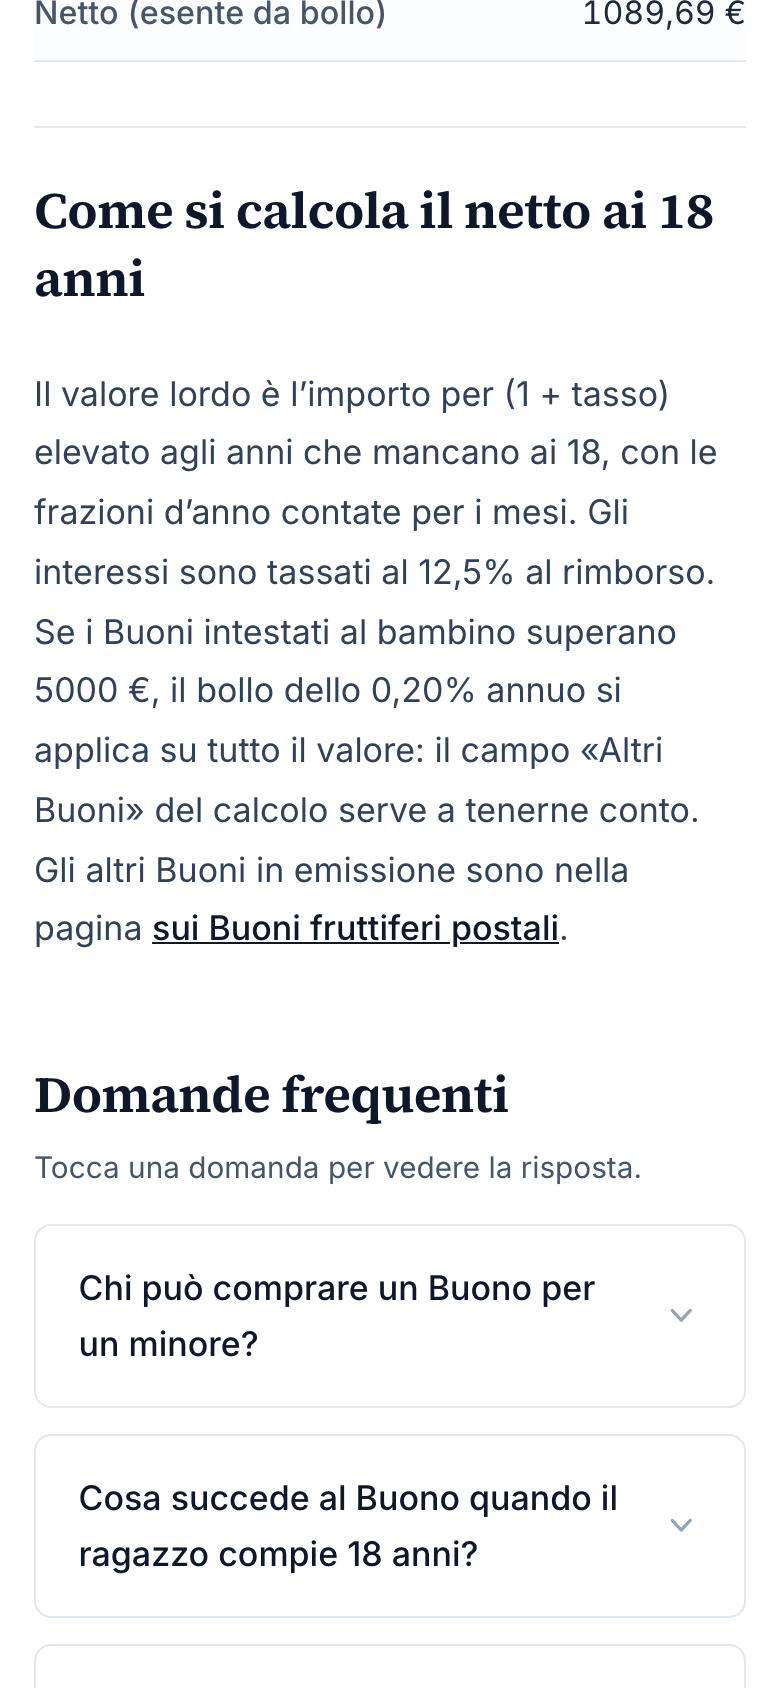 Netto (esente da bollo) 1089,69 €
Come si calcola il netto ai 18
anni
Il valore lordo è l’importo per (1 + tasso)
elevato agli anni che mancano ai 18, con le
frazioni d’anno contate per i mesi. Gli
interessi sono tassati al 12,5% al rimborso.
Se i Buoni intestati al bambino superano
5000 €, il bollo dello 0,20% annuo si
applica su tutto il valore: il campo «Altri
Buoni» del calcolo serve a tenerne conto.
Gli altri Buoni in emissione sono nella
pagina sui Buoni fruttiferi postali.
Domande frequenti
Tocca una domanda per vedere la risposta.
Chi può comprare un Buono per
un minore?
Cosa succede al Buono quando il
ragazzo compie 18 anni?